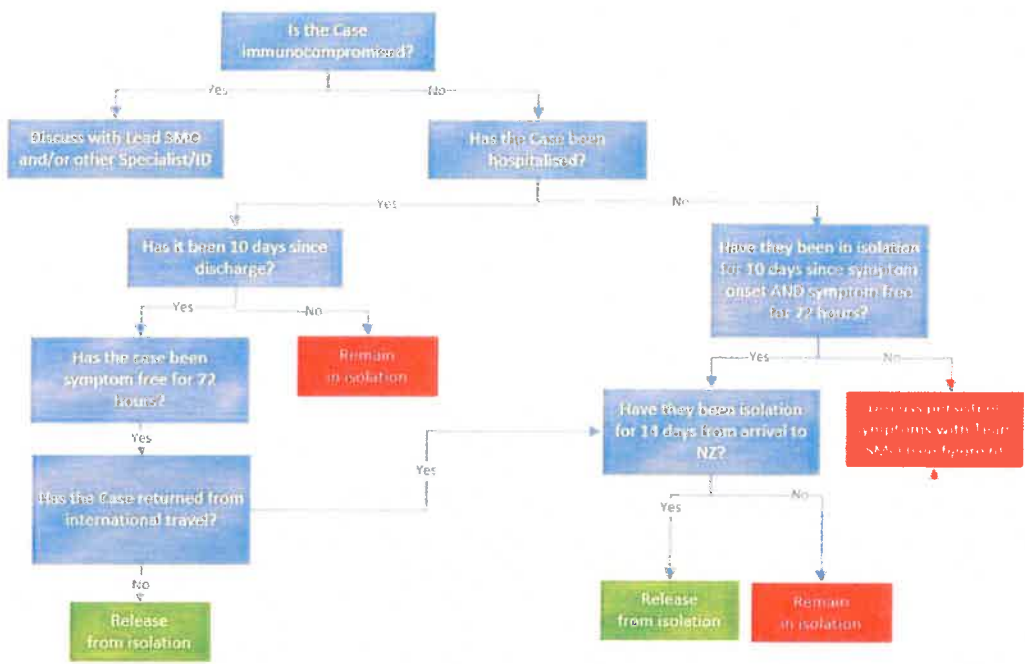 Is the Case
immunocompromised?
Yes
No
Discuss with Lead SMO
and/or other Specialist/ID
Has the Case been
hospitalised?
Yes
No
Has it been 10 days since
discharge?
Have they been in isolation
for 10 days since symptom
onset AND symptom free
for 72 hours?
Yes
No
Has the case been
symptom free for 72
hours?
Remain
in isolation
Yes
No
Have they been isolation
for 14 days from arrival to
NZ?
Discuss persistent
symptoms with
Yes
Has the Case returned from
international travel?
Yes
Yes
No
No
Release
from isolation
Release
from isolation
Remain
in isolation